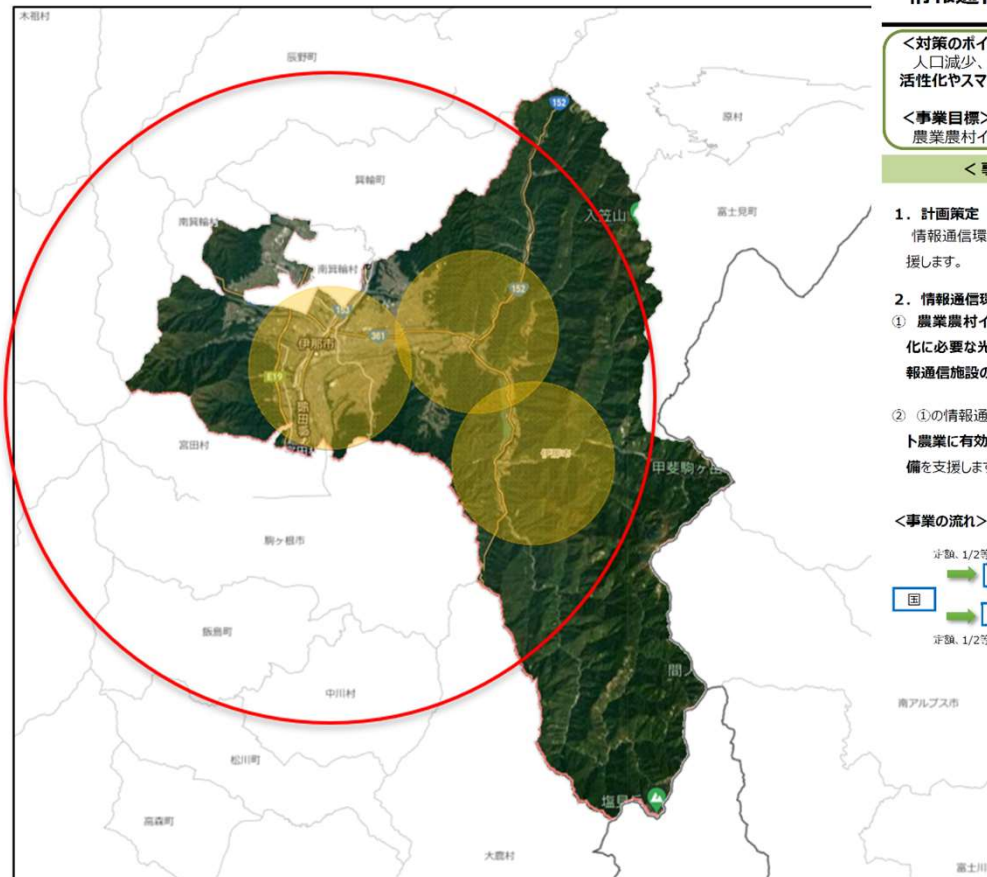 木祖村
辰野町
152
原村
箕輪町
入笠山
富士見町
南箕輪村
南箕輪村
152
153
361
伊那市
E19
飯田線
宮田村
伊那市
甲斐駒ヶ岳
駒ヶ根市
飯島町
中川村
間ノ
南アルプス市
松川町
塩見岳
高森町
大鹿村
富士川
<対策のポイ
人口減少、
活性化やスマ
<事業目標>
農業農村イ
<事
1. 計画策定
情報通信環
援します。
2. 情報通信環
① 農業農村イ
化に必要な光
報通信施設の
② ①の情報通
ト農業に有効
備を支援します
<事業の流れ>
定額、1/2等
国
定額、1/2等